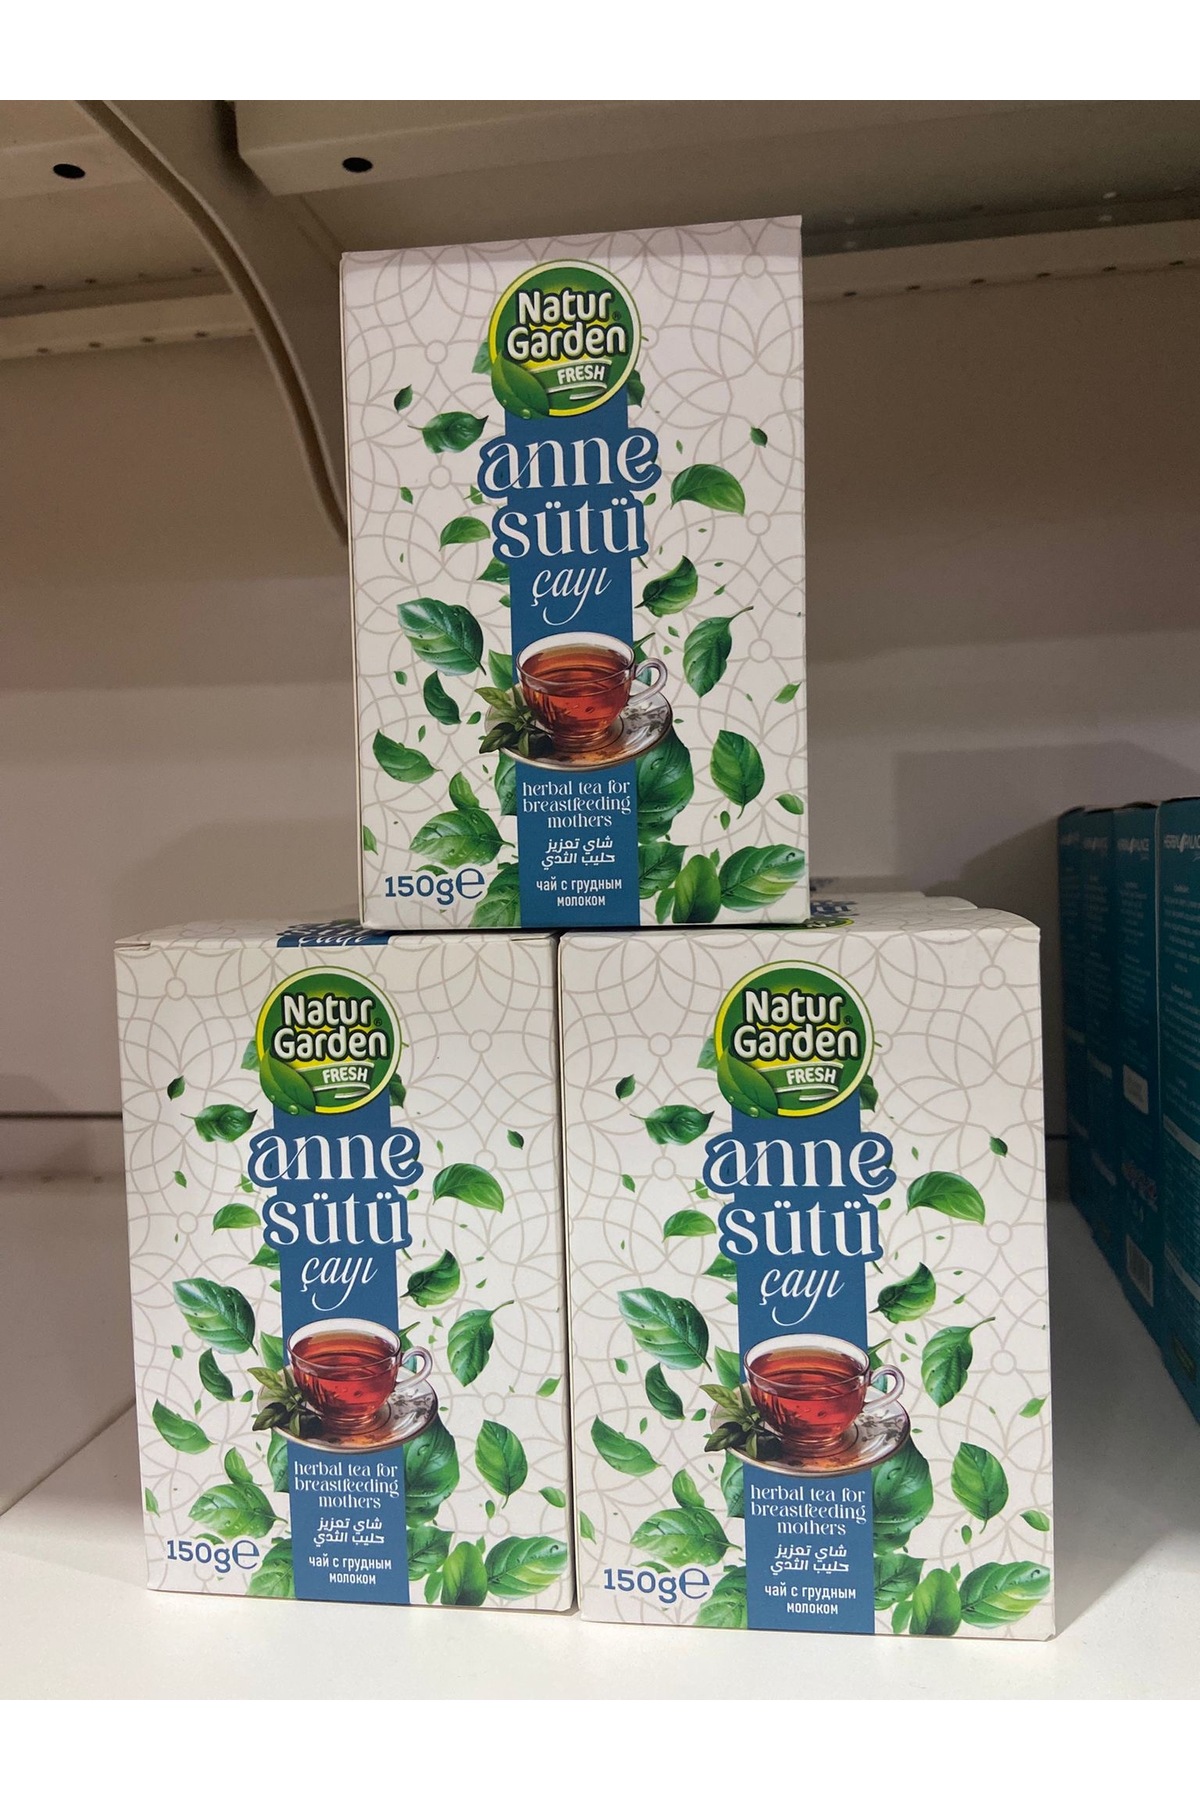 Natur
Garden
FRESH
anne
sütü
çayı
herbal tea for
breastfeeding
mothers
شاي تعزيز
حليب الثدي
чай с грудным
молоком
150g℮
çayı
Natur
Garden
FRESH
anne
sütü
çayı
herbal tea for
breastfeeding
mothers
شاي تعزيز
حليب الثدي
чай с грудным
молоком
150g℮
Natur
Garden
FRESH
anne
sütü
çayı
herbal tea for
breastfeeding
mothers
شاي تعزيز
حليب الثدي
чай с грудным
молоком
150g℮